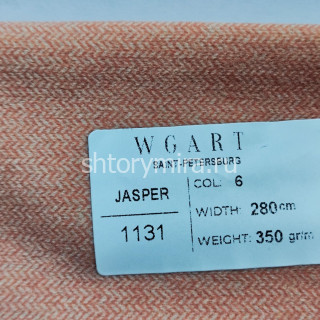 WGART
SAINT-PETERSBURG
JASPER
1131
COL: 6
WIDTH: 280cm
WEIGHT: 350 gr/m
shtorymira.ru